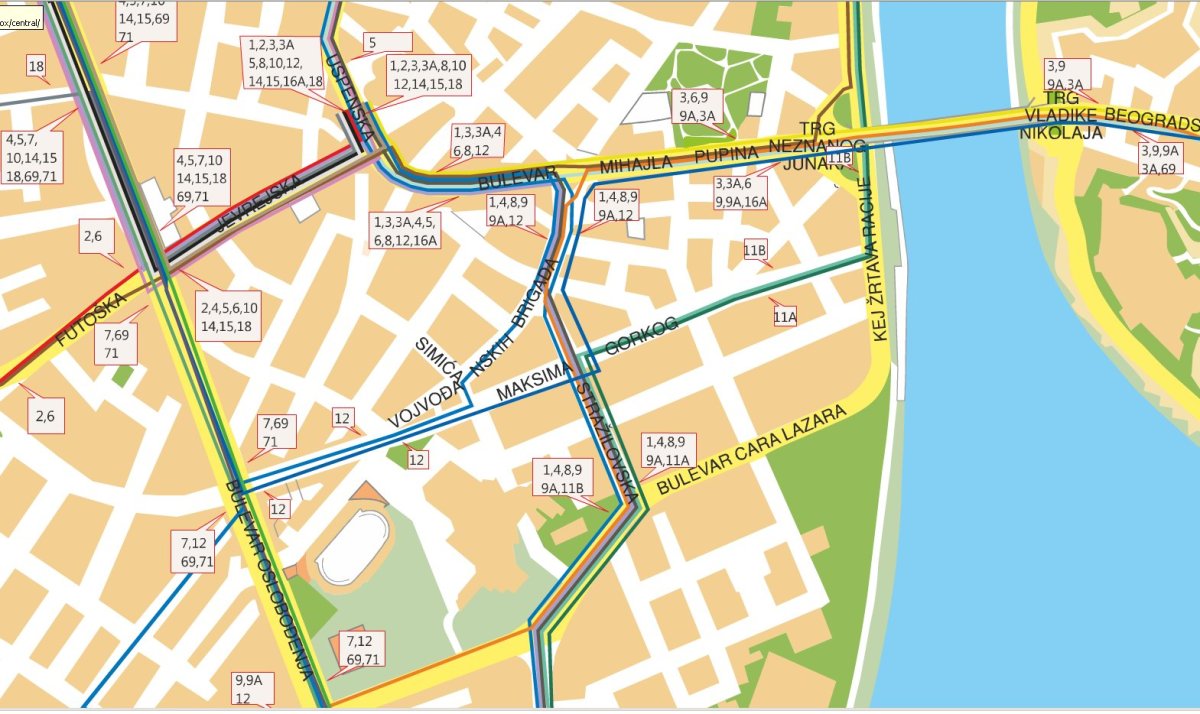 ox/central/
4,5,7,10
14,15,69
71
18
1,2,3,3A
5,8,10,12,
14,15,16A,18
5
1,2,3,3A,8,10
12,14,15,18
USPENSKA
3,6,9
9A,3A
3,9
9A,3A
TRG
VLADIKE
NIKOLAJA
BEOGRADS
4,5,7,
10,14,15
18,69,71
4,5,7,10
14,15,18
69,71
1,3,3A,4
6,8,12
TRG
NEZNANOG
JUNAKA
11B
3,9,9A
3A,69
BULEVAR
MIHAJLA
PUPINA
JEVREJSKA
3,3A,6
9,9A,16A
1,4,8,9
9A,12
1,4,8,9
9A,12
1,3,3A,4,5,
6,8,12,16A
2,6
11B
KEJ ŽRTAVA RACIJE
2,4,5,6,10
14,15,18
FUTOŠKA
7,69
71
11A
VOJVOĐA
NSKIH
BRIGADA
SIMIĆA
MAKSIMA
GORKOG
2,6
7,69
71
12
12
STRAŽILOVSKA
1,4,8,9
9A,11A
BULEVAR CARA LAZARA
1,4,8,9
9A,11B
12
BULEVAR OSLOBOĐENJA
7,12
69,71
7,12
69,71
9,9A
12